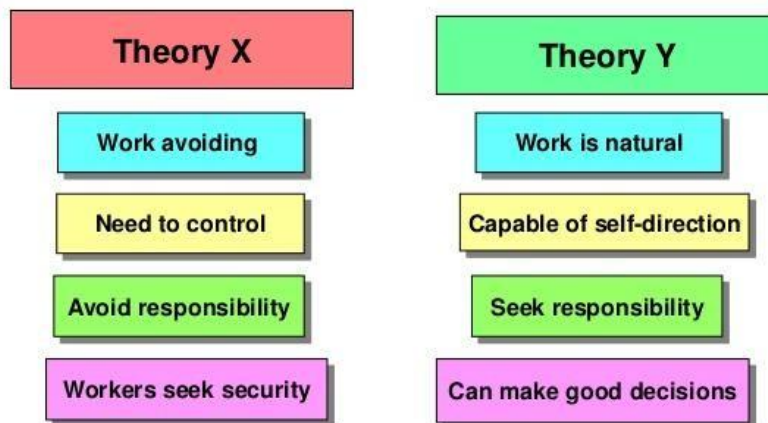 Theory X
Theory Y
Work avoiding
Work is natural
Need to control
Capable of self-direction
Avoid responsibility
Seek responsibility
Workers seek security
Can make good decisions